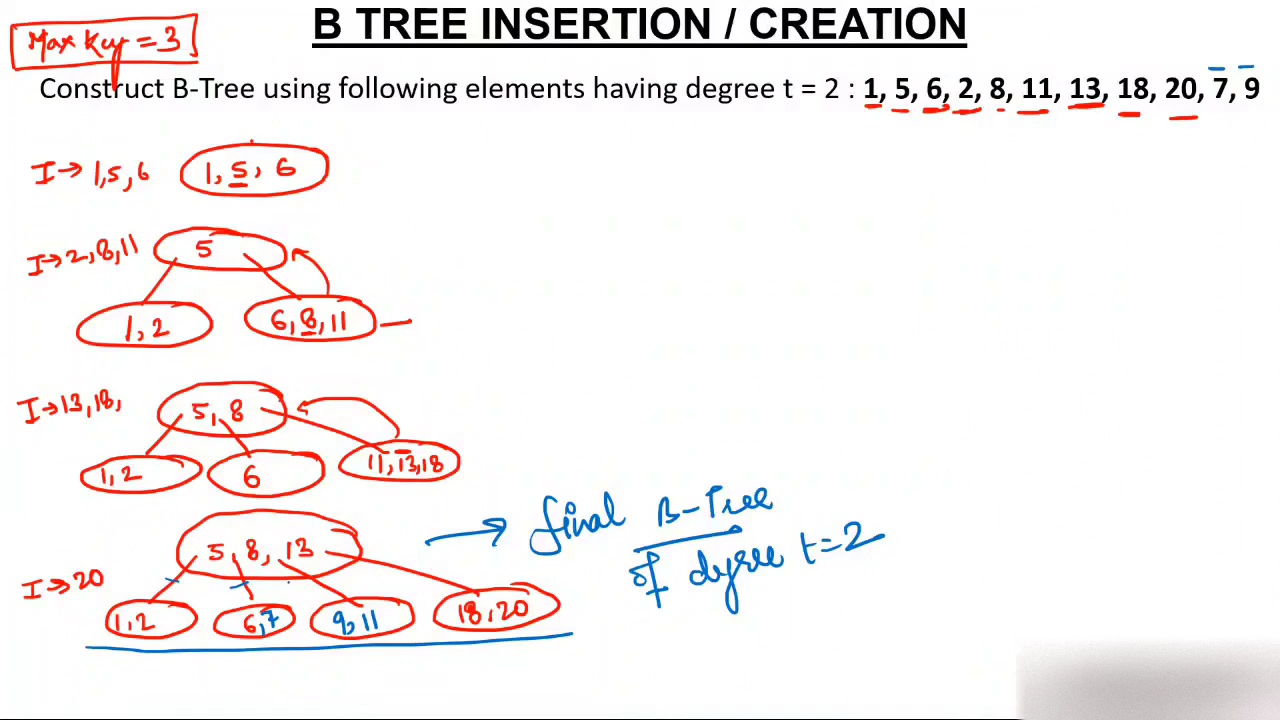 B TREE INSERTION / CREATION
Max Key = 3
Construct B-Tree using following elements having degree t = 2 : 1, 5, 6, 2, 8, 11, 13, 18, 20, 7, 9
I→ 1,5,6
1, 5, 6
I→2,8,11
5
1,2
6,8,11
I→13,18,
5,8
1,2
6
11,13,18
I→20
5,8,13
1,2
6,7
9,11
18,20
→ final B-Tree
of dgree t=2